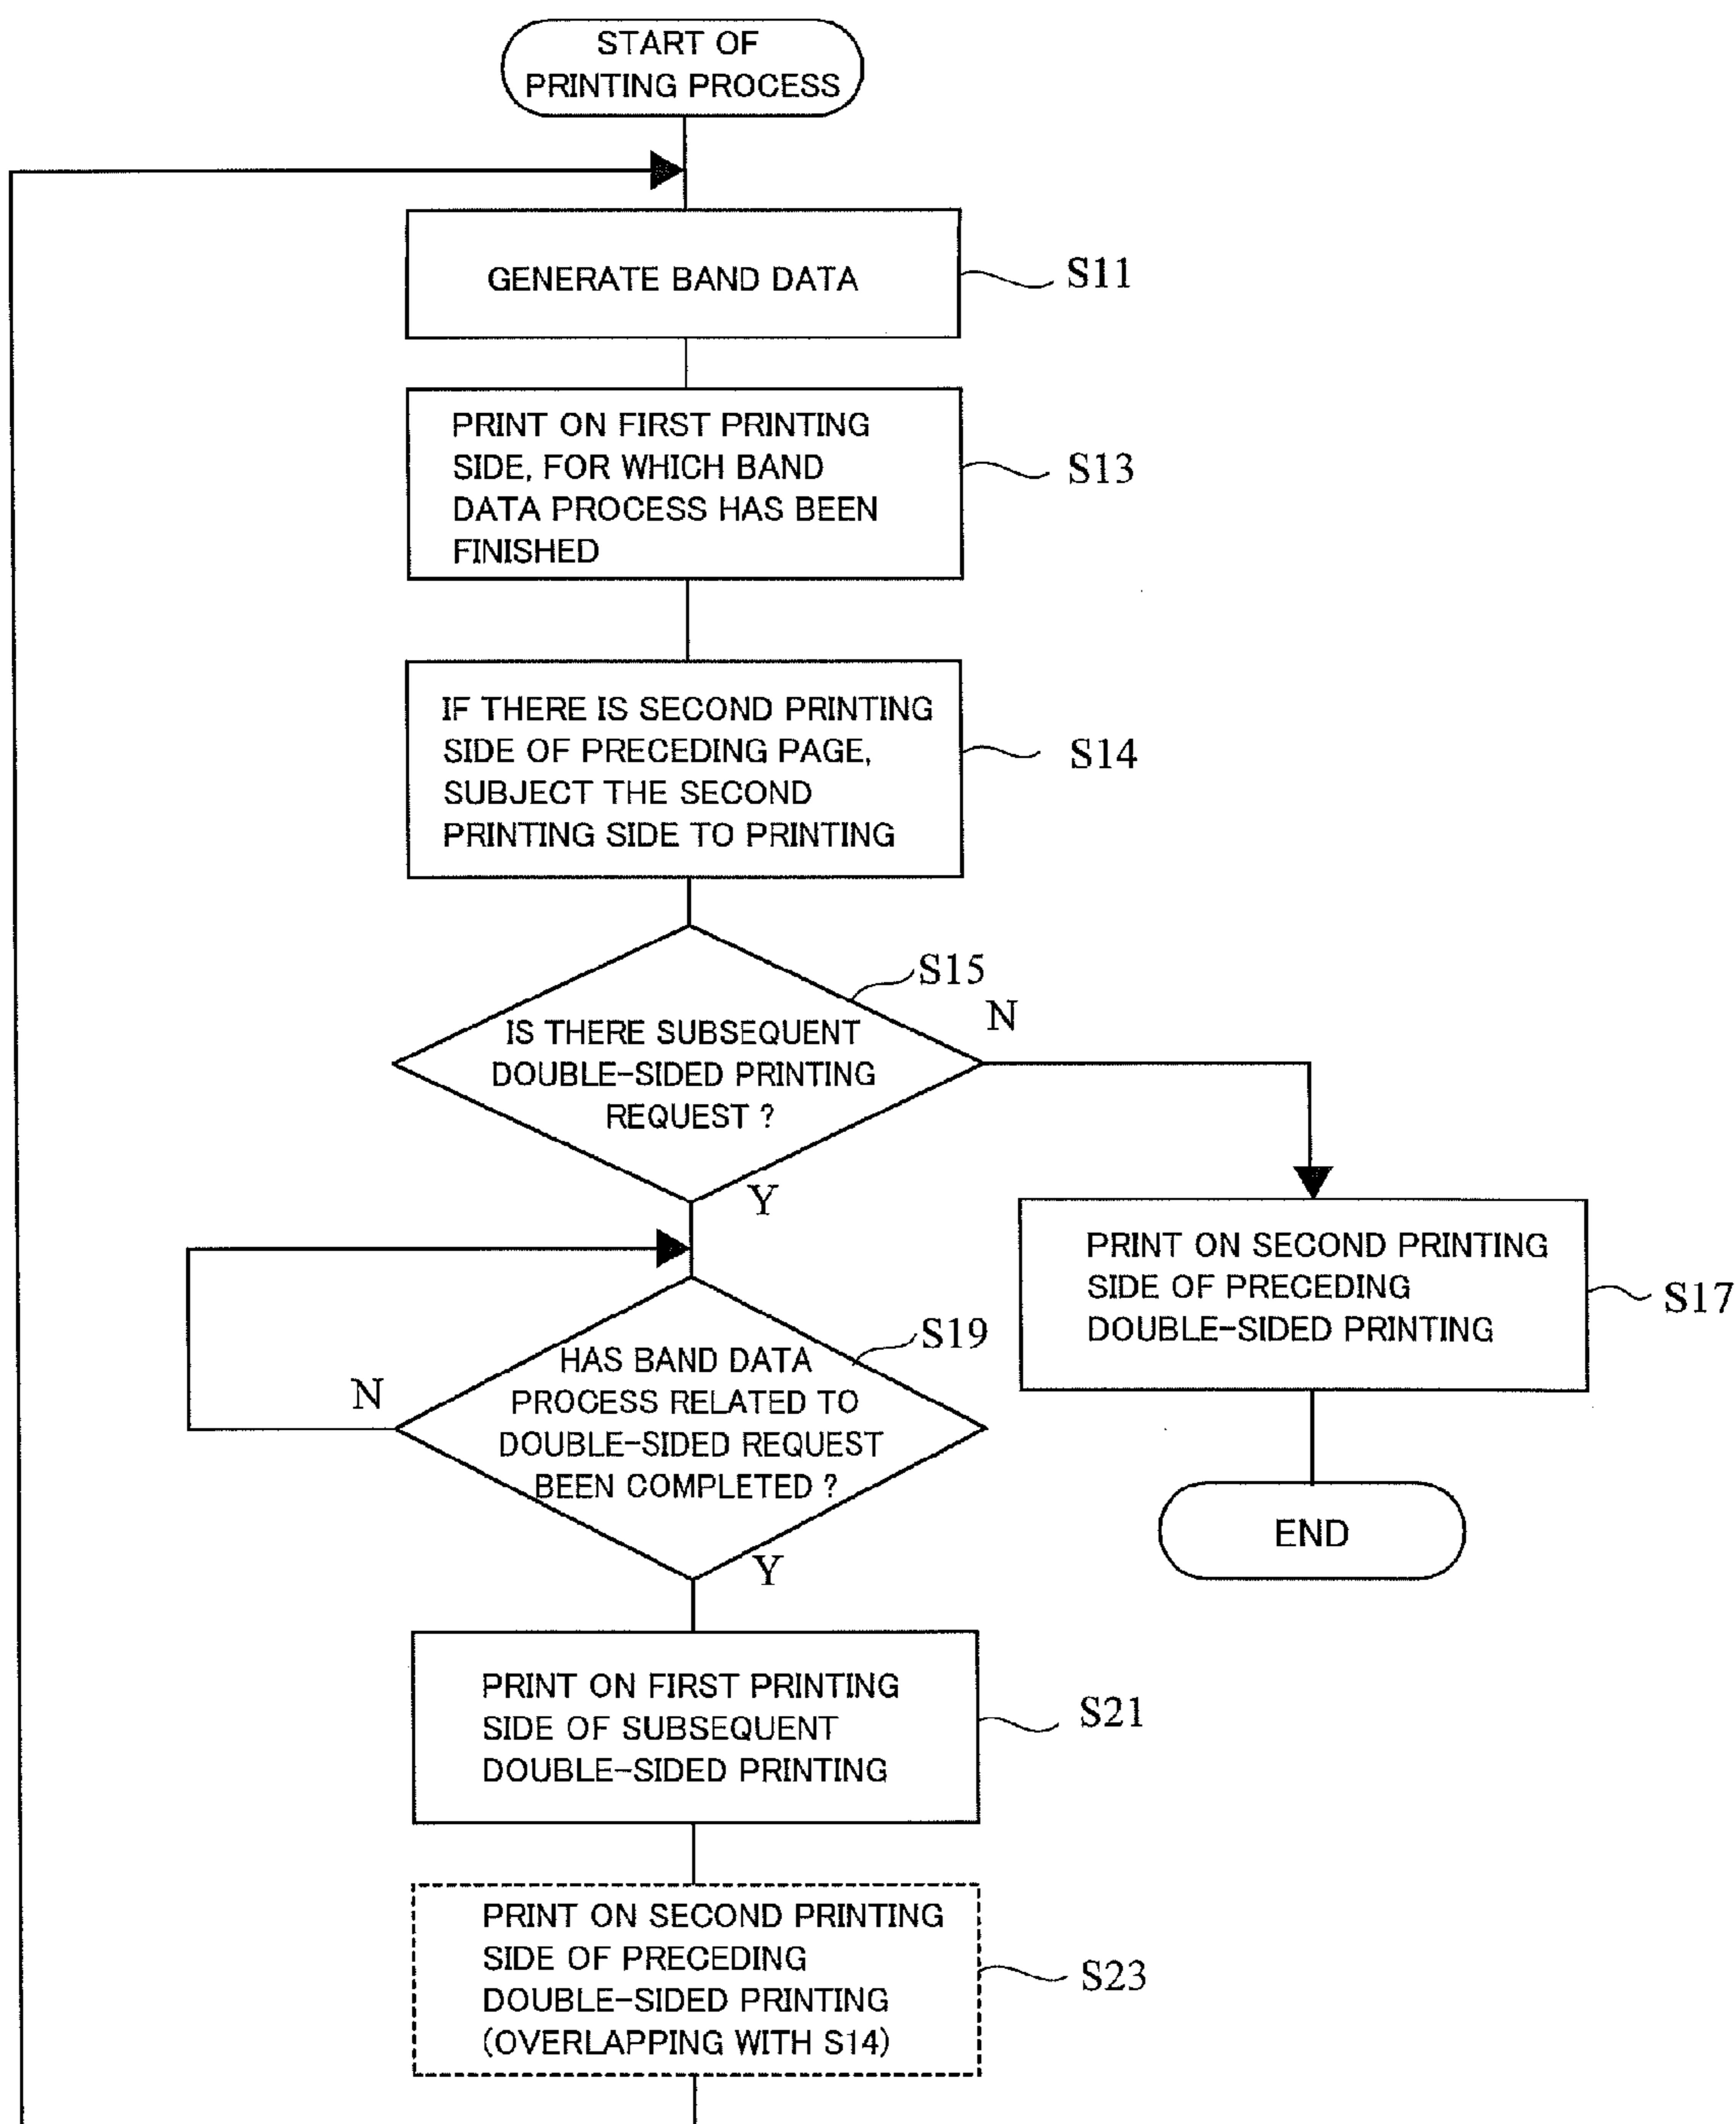 START OF
PRINTING PROCESS
GENERATE BAND DATA
S11
PRINT ON FIRST PRINTING
SIDE, FOR WHICH BAND
DATA PROCESS HAS BEEN
FINISHED
S13
IF THERE IS SECOND PRINTING
SIDE OF PRECEDING PAGE,
SUBJECT THE SECOND
PRINTING SIDE TO PRINTING
S14
S15
IS THERE SUBSEQUENT
DOUBLE-SIDED PRINTING
REQUEST ?
N
Y
PRINT ON SECOND PRINTING
SIDE OF PRECEDING
DOUBLE-SIDED PRINTING
S17
END
S19
HAS BAND DATA
PROCESS RELATED TO
DOUBLE-SIDED REQUEST
BEEN COMPLETED ?
N
Y
PRINT ON FIRST PRINTING
SIDE OF SUBSEQUENT
DOUBLE-SIDED PRINTING
S21
PRINT ON SECOND PRINTING
SIDE OF PRECEDING
DOUBLE-SIDED PRINTING
(OVERLAPPING WITH S14)
S23